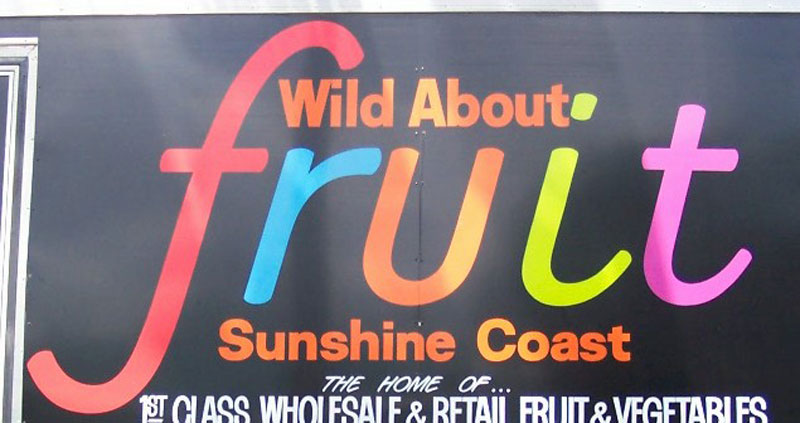 Wild About
fruit
Sunshine Coast
THE HOME OF...
1ST CLASS WHOLESALE & RETAIL FRUIT & VEGETABLES